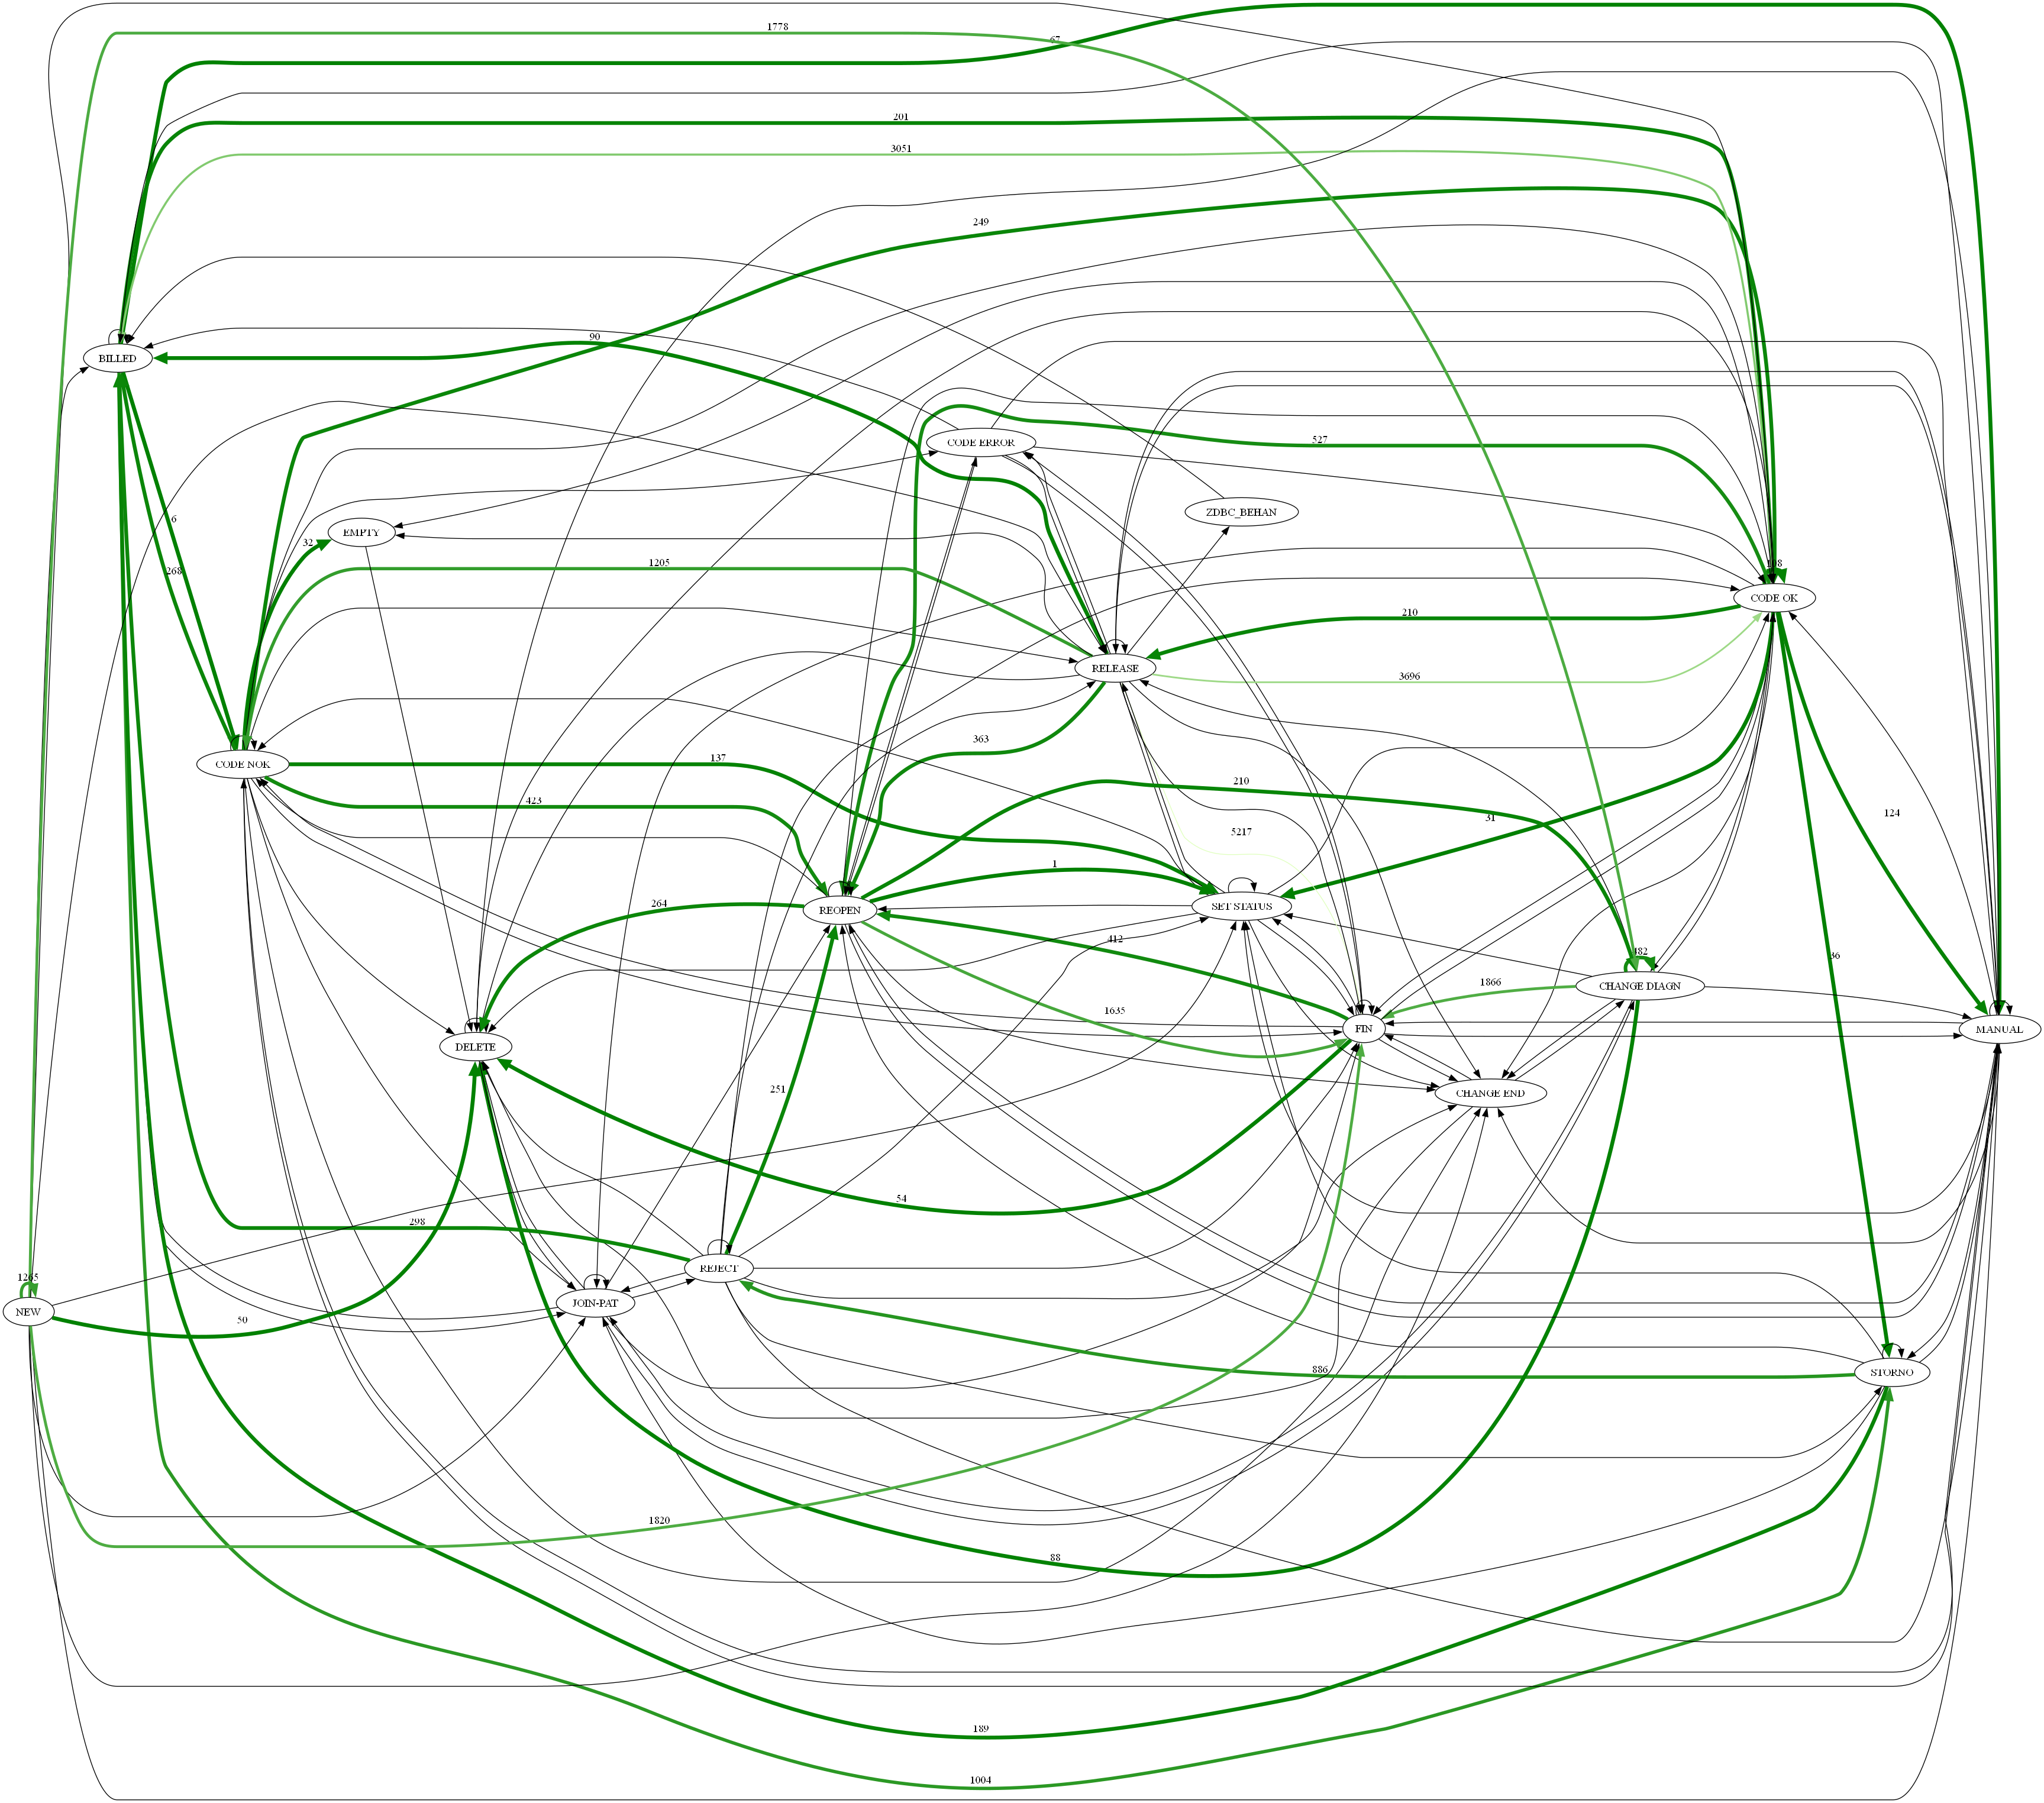 1778
67
201
3051
249
90
BILLED
CODE ERROR
527
6
ZDBC_BEHAN
EMPTY
32
268
1205
108
CODE OK
210
RELEASE
3696
363
137
CODE NOK
210
423
31
124
5217
1
264
SET STATUS
REOPEN
412
482
36
1866
CHANGE DIAGN
1635
FIN
MANUAL
DELETE
251
CHANGE END
54
298
1265
REJECT
NEW
JOIN-PAT
50
886
STORNO
1820
88
189
1004